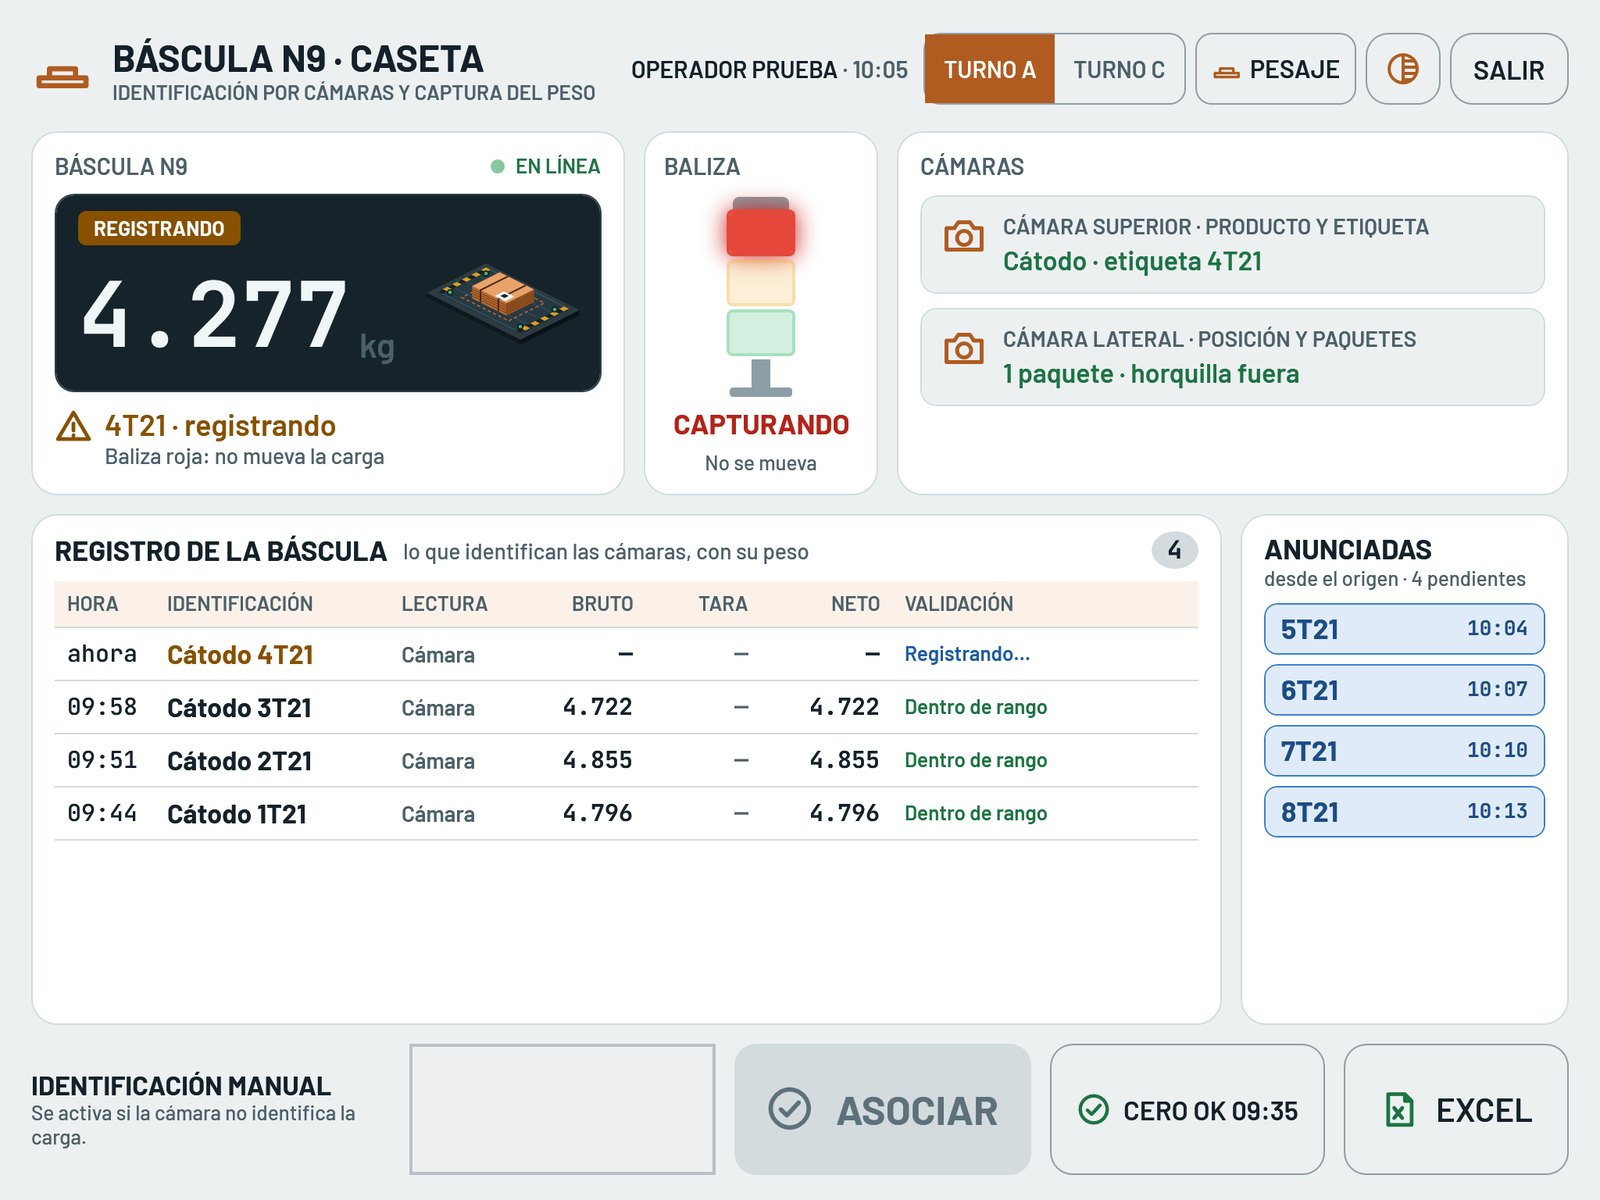 BÁSCULA N9 · CASETA
IDENTIFICACIÓN POR CÁMARAS Y CAPTURA DEL PESO
OPERADOR PRUEBA · 10:05
TURNO A
TURNO C
PESAJE
SALIR
BÁSCULA N9
EN LÍNEA
REGISTRANDO
4.277 kg
4T21 · registrando
Baliza roja: no mueva la carga
BALIZA
CAPTURANDO
No se mueva
CÁMARAS
CÁMARA SUPERIOR · PRODUCTO Y ETIQUETA
Cátodo · etiqueta 4T21
CÁMARA LATERAL · POSICIÓN Y PAQUETES
1 paquete · horquilla fuera
REGISTRO DE LA BÁSCULA lo que identifican las cámaras, con su peso 4
HORA IDENTIFICACIÓN LECTURA BRUTO TARA NETO VALIDACIÓN
ahora Cátodo 4T21 Cámara – – – Registrando...
09:58 Cátodo 3T21 Cámara 4.722 – 4.722 Dentro de rango
09:51 Cátodo 2T21 Cámara 4.855 – 4.855 Dentro de rango
09:44 Cátodo 1T21 Cámara 4.796 – 4.796 Dentro de rango
ANUNCIADAS
desde el origen · 4 pendientes
5T21 10:04
6T21 10:07
7T21 10:10
8T21 10:13
IDENTIFICACIÓN MANUAL
Se activa si la cámara no identifica la
carga.
ASOCIAR
CERO OK 09:35
EXCEL